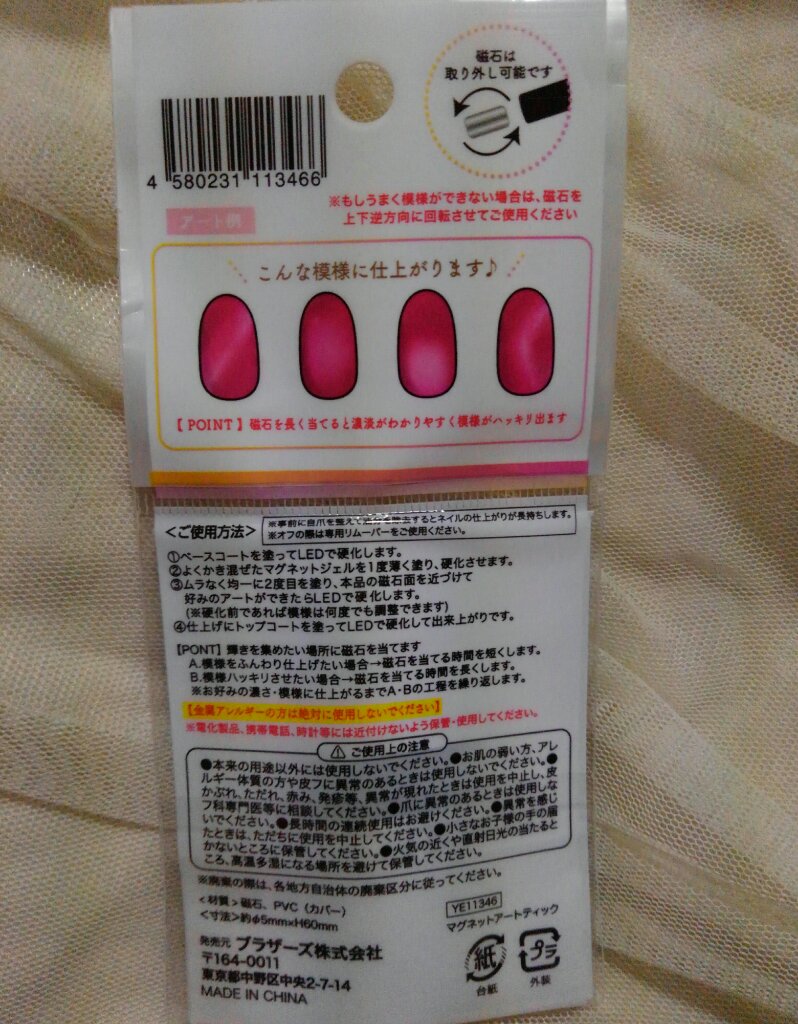 磁石は
取り外し可能です
4 580231 113466
※もしうまく模様ができない場合は、磁石を
上下逆方向に回転させてご使用ください
アート例
こんな模様に仕上がります♪
【POINT】磁石を長く当てると濃淡がわかりやすく模様がハッキリ出ます
<ご使用方法>
※事前に自爪を整えて油分を除去するとネイルの仕上がりが長持ちします。
※オフの際は専用リムーバーをご使用ください。
①ベースコートを塗ってLEDで硬化します。
②よくかき混ぜたマグネットジェルを1度薄く塗り、硬化させます。
③ムラなく均一に2度目を塗り、本品の磁石面を近づけて
好みのアートができたらLEDで硬化します。
(※硬化前であれば模様は何度でも調整できます)
④仕上げにトップコートを塗ってLEDで硬化して出来上がりです。
【PONT】輝きを集めたい場所に磁石を当てます
A.模様をふんわり仕上げたい場合→磁石を当てる時間を短くします。
B.模様ハッキリさせたい場合→磁石を当てる時間を長くします。
※お好みの濃さ・模様に仕上がるまでA・Bの工程を繰り返します。
【金属アレルギーの方は絶対に使用しないでください】
※電化製品、携帯電話、時計等には近付けないよう保管・使用してください。
⚠ ご使用上の注意
●本来の用途以外には使用しないでください。●お肌の弱い方、アレ
ルギー体質の方や皮フに異常のあるときは使用しないでください。●
かぶれ、ただれ、赤み、発疹等、異常が現れたときは使用を中止し、皮
フ科専門医等に相談してください。●爪に異常のあるときは使用しな
いでください。●長時間の連続使用はお避けください。●異常を感じ
たときは、ただちに使用を中止してください。●小さなお子様の手の届
かないところに保管してください。●火気の近くや直射日光の当たると
ころ、高温多湿になる場所を避けて保管してください。
※廃棄の際は、各地方自治体の廃棄区分に従ってください。
<材質>磁石、PVC(カバー)
<寸法>約φ5mm×H60mm
YE11346
マグネットアートティック
発売元 ブラザーズ株式会社
〒164-0011
東京都中野区中央2-7-14
MADE IN CHINA
紙
台紙
プラ
外装